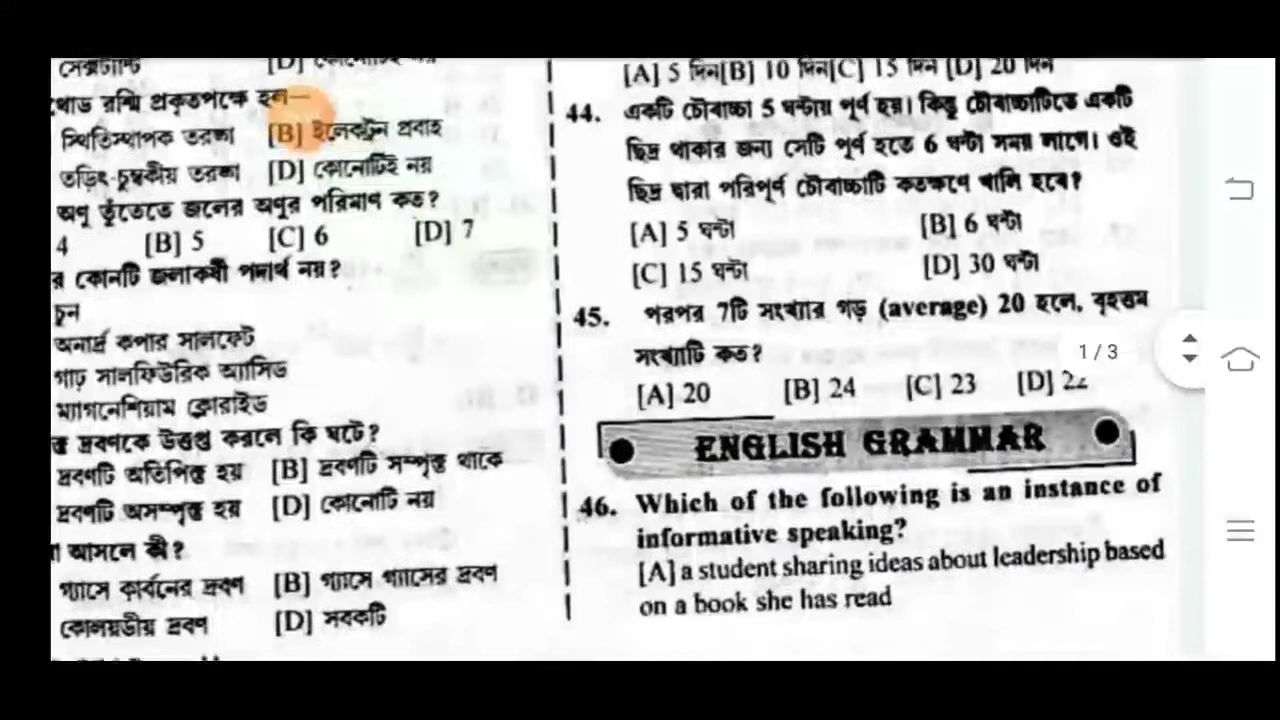 সেক্সট্যান্ট [D] কোনোটিই নয়
থোড রশ্মি প্রকৃতপক্ষে হল—
স্থিতিস্থাপক তরঙ্গ [B] ইলেকট্রন প্রবাহ
তড়িৎ-চুম্বকীয় তরঙ্গ [D] কোনোটিই নয়
অণু তুঁতেতে জলের অণুর পরিমাণ কত?
4 [B] 5 [C] 6 [D] 7
র কোনটি জলাকর্ষী পদার্থ নয়?
চুন
অনার্দ্র কপার সালফেট
গাঢ় সালফিউরিক অ্যাসিড
ম্যাগনেশিয়াম ক্লোরাইড
ক্ত দ্রবণকে উত্তপ্ত করলে কি ঘটে?
দ্রবণটি অতিপৃক্ত হয় [B] দ্রবণটি সম্পৃক্ত থাকে
দ্রবণটি অসম্পৃক্ত হয় [D] কোনোটি নয়
া আসলে কী?
গ্যাসে কার্বনের দ্রবণ [B] গ্যাসে গ্যাসের দ্রবণ
কোলয়ডীয় দ্রবণ [D] সবকটি
[A] 5 দিন[B] 10 দিন[C] 15 দিন [D] 20 দিন
44. একটি চৌবাচ্চা 5 ঘন্টায় পূর্ণ হয়। কিন্তু চৌবাচ্চাটিতে একটি
ছিদ্র থাকার জন্য সেটি পূর্ণ হতে 6 ঘন্টা সময় লাগে। ওই
ছিদ্র দ্বারা পরিপূর্ণ চৌবাচ্চাটি কতক্ষণে খালি হবে?
[A] 5 ঘন্টা [B] 6 ঘন্টা
[C] 15 ঘন্টা [D] 30 ঘন্টা
45. পরপর 7টি সংখ্যার গড় (average) 20 হলে, বৃহত্তম
সংখ্যাটি কত?
[A] 20 [B] 24 [C] 23 [D] 22
1 / 3
ENGLISH GRAMMAR
46. Which of the following is an instance of
informative speaking?
[A] a student sharing ideas about leadership based
on a book she has read